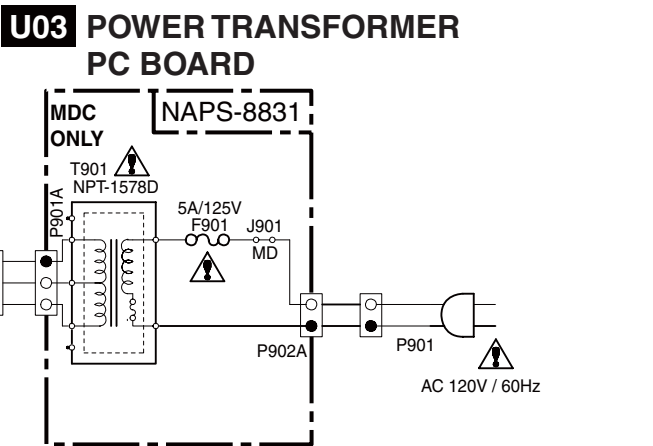 U03 POWER TRANSFORMER
PC BOARD
MDC
ONLY
NAPS-8831
T901
NPT-1578D
P901A
5A/125V
F901
J901
MD
P902A
P901
AC 120V / 60Hz